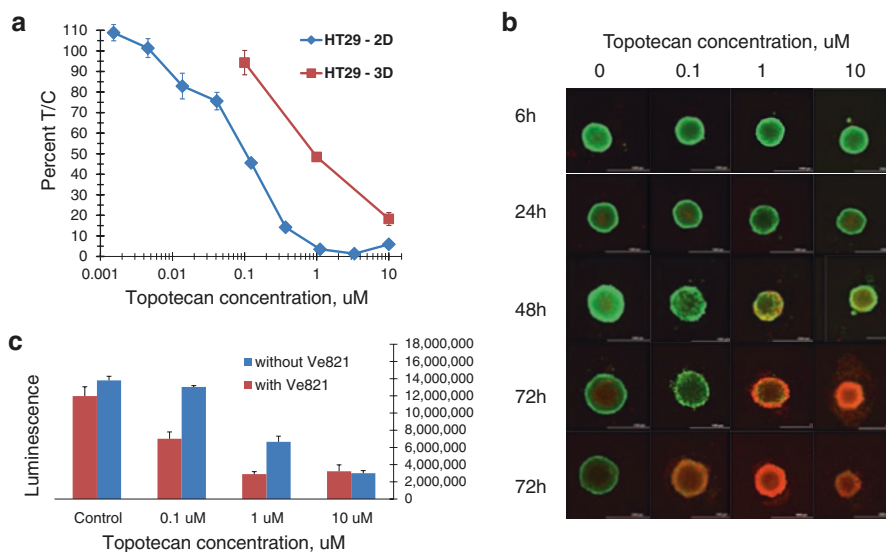 a
Percent T/C
110
100
90
80
70
60
50
40
30
20
10
0
0.001 0.01 0.1 1 10
Topotecan concentration, uM
HT29 - 2D
HT29 - 3D
b
Topotecan concentration, uM
0 0.1 1 10
6h
24h
48h
72h
72h
c
Luminescence
without Ve821
with Ve821
18,000,000
16,000,000
14,000,000
12,000,000
10,000,000
8,000,000
6,000,000
4,000,000
2,000,000
0
Control 0.1 uM 1 uM 10 uM
Topotecan concentration, uM